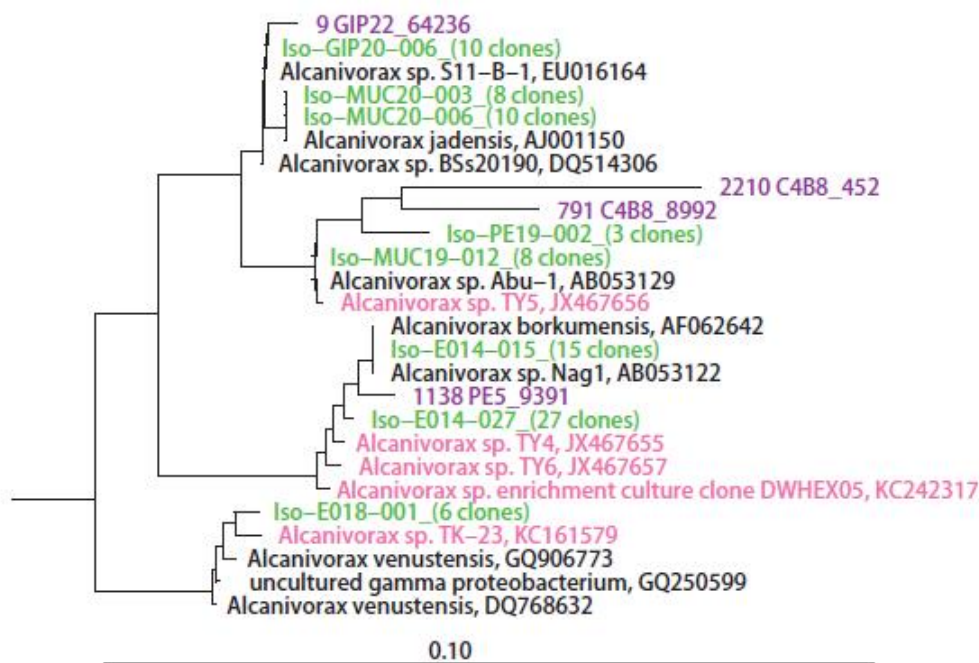 9 GIP22_64236
Iso–GIP20–006_(10 clones)
Alcanivorax sp. S11–B–1, EU016164
Iso–MUC20–003_(8 clones)
Iso–MUC20–006_(10 clones)
Alcanivorax jadensis, AJ001150
Alcanivorax sp. BSs20190, DQ514306
2210 C4B8_452
791 C4B8_8992
Iso–PE19–002_(3 clones)
Iso–MUC19–012_(8 clones)
Alcanivorax sp. Abu–1, AB053129
Alcanivorax sp. TY5, JX467656
Alcanivorax borkumensis, AF062642
Iso–E014–015_(15 clones)
Alcanivorax sp. Nag1, AB053122
1138 PE5_9391
Iso–E014–027_(27 clones)
Alcanivorax sp. TY4, JX467655
Alcanivorax sp. TY6, JX467657
Alcanivorax sp. enrichment culture clone DWHEX05, KC242317
Iso–E018–001_(6 clones)
Alcanivorax sp. TK–23, KC161579
Alcanivorax venustensis, GQ906773
uncultured gamma proteobacterium, GQ250599
Alcanivorax venustensis, DQ768632
0.10